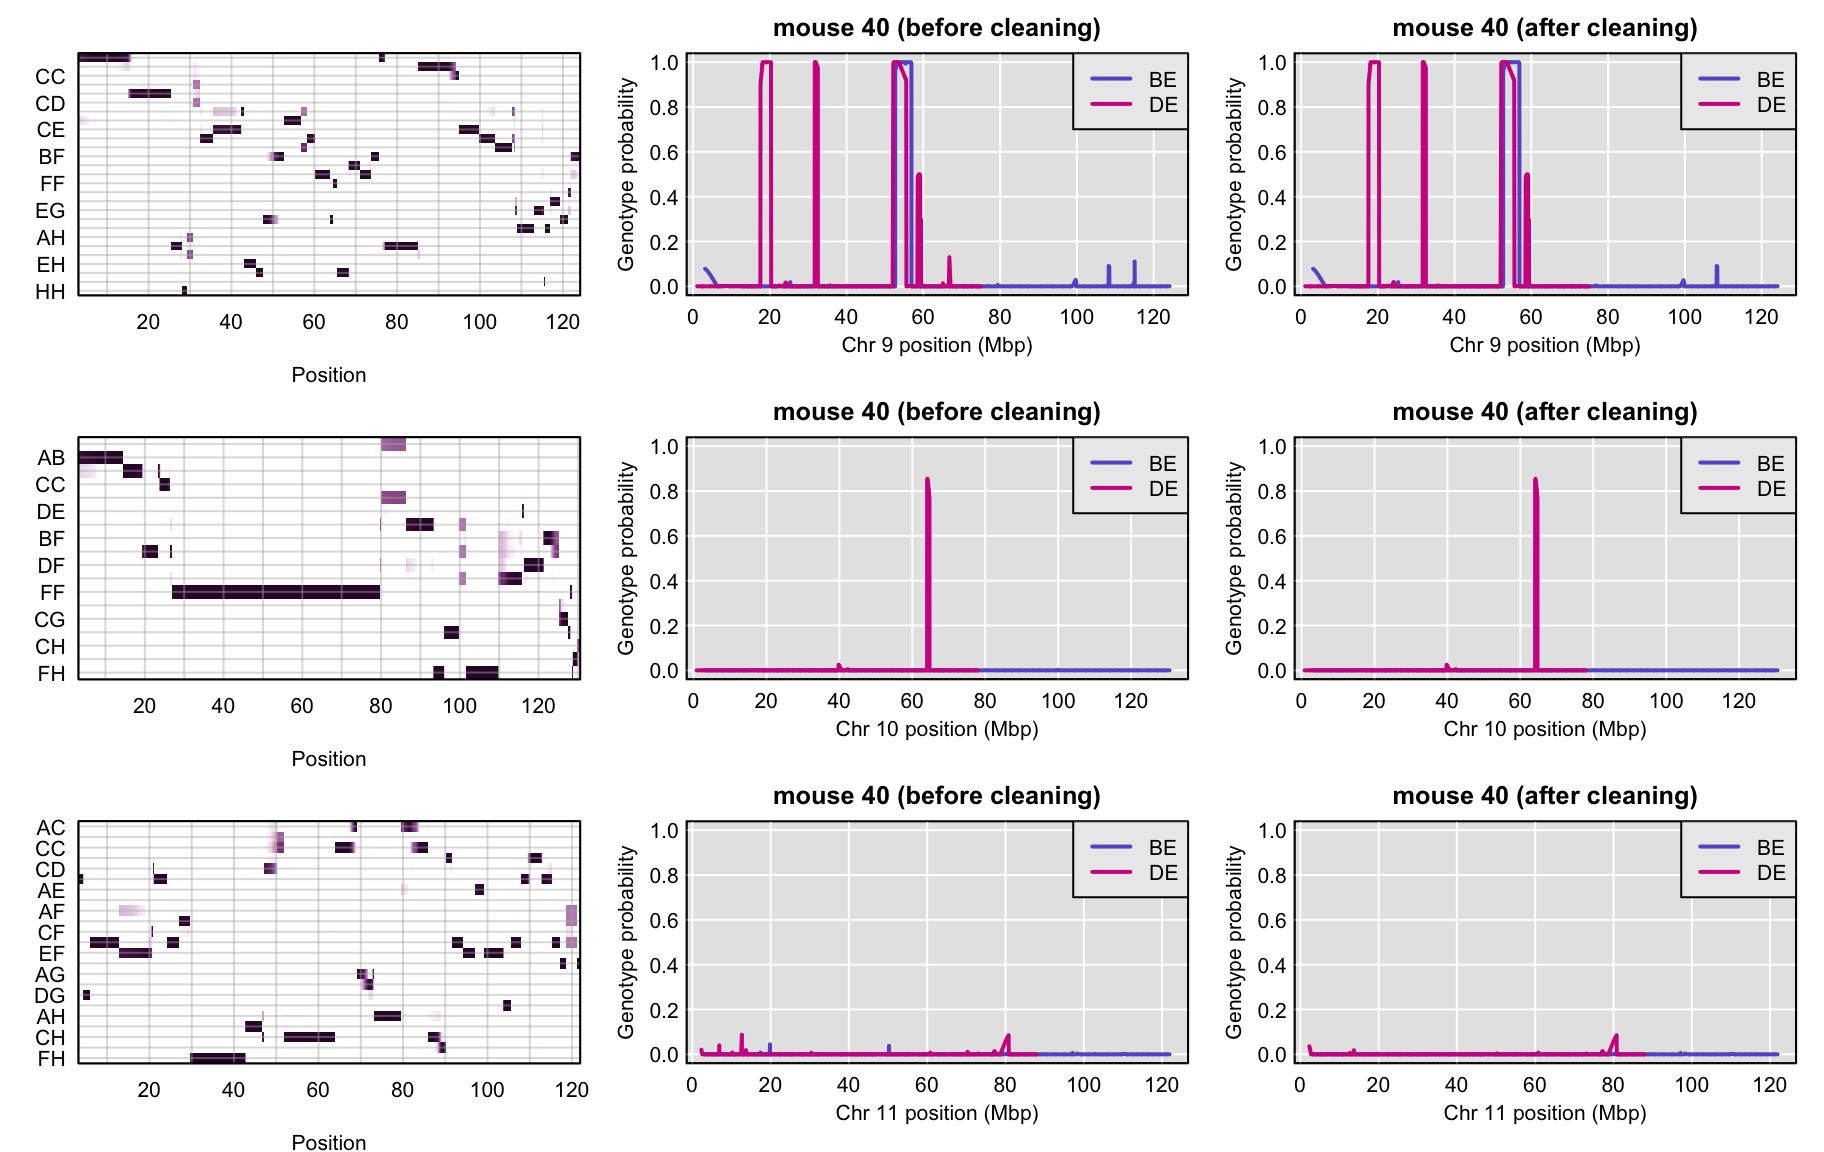 CC
CD
CE
BF
FF
EG
AH
EH
HH
20 40 60 80 100 120
Position
mouse 40 (before cleaning)
Genotype probability
1.0
0.8
0.6
0.4
0.2
0.0
BE
DE
0 20 40 60 80 100 120
Chr 9 position (Mbp)
mouse 40 (after cleaning)
Genotype probability
1.0
0.8
0.6
0.4
0.2
0.0
BE
DE
0 20 40 60 80 100 120
Chr 9 position (Mbp)
AB
CC
DE
BF
DF
FF
CG
CH
FH
20 40 60 80 100 120
Position
mouse 40 (before cleaning)
Genotype probability
1.0
0.8
0.6
0.4
0.2
0.0
BE
DE
0 20 40 60 80 100 120
Chr 10 position (Mbp)
mouse 40 (after cleaning)
Genotype probability
1.0
0.8
0.6
0.4
0.2
0.0
BE
DE
0 20 40 60 80 100 120
Chr 10 position (Mbp)
AC
CC
CD
AE
AF
CF
EF
AG
DG
AH
CH
FH
20 40 60 80 100 120
Position
mouse 40 (before cleaning)
Genotype probability
1.0
0.8
0.6
0.4
0.2
0.0
BE
DE
0 20 40 60 80 100 120
Chr 11 position (Mbp)
mouse 40 (after cleaning)
Genotype probability
1.0
0.8
0.6
0.4
0.2
0.0
BE
DE
0 20 40 60 80 100 120
Chr 11 position (Mbp)